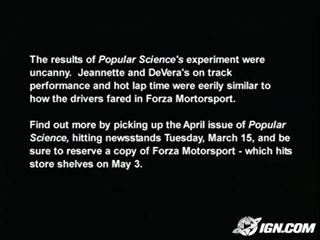 The results of Popular Science's experiment were
uncanny. Jeannette and DeVera's on track
performance and hot lap time were eerily similar to
how the drivers fared in Forza Mortorsport.
Find out more by picking up the April issue of Popular
Science, hitting newsstands Tuesday, March 15, and be
sure to reserve a copy of Forza Motorsport - which hits
store shelves on May 3.
IGN.COM